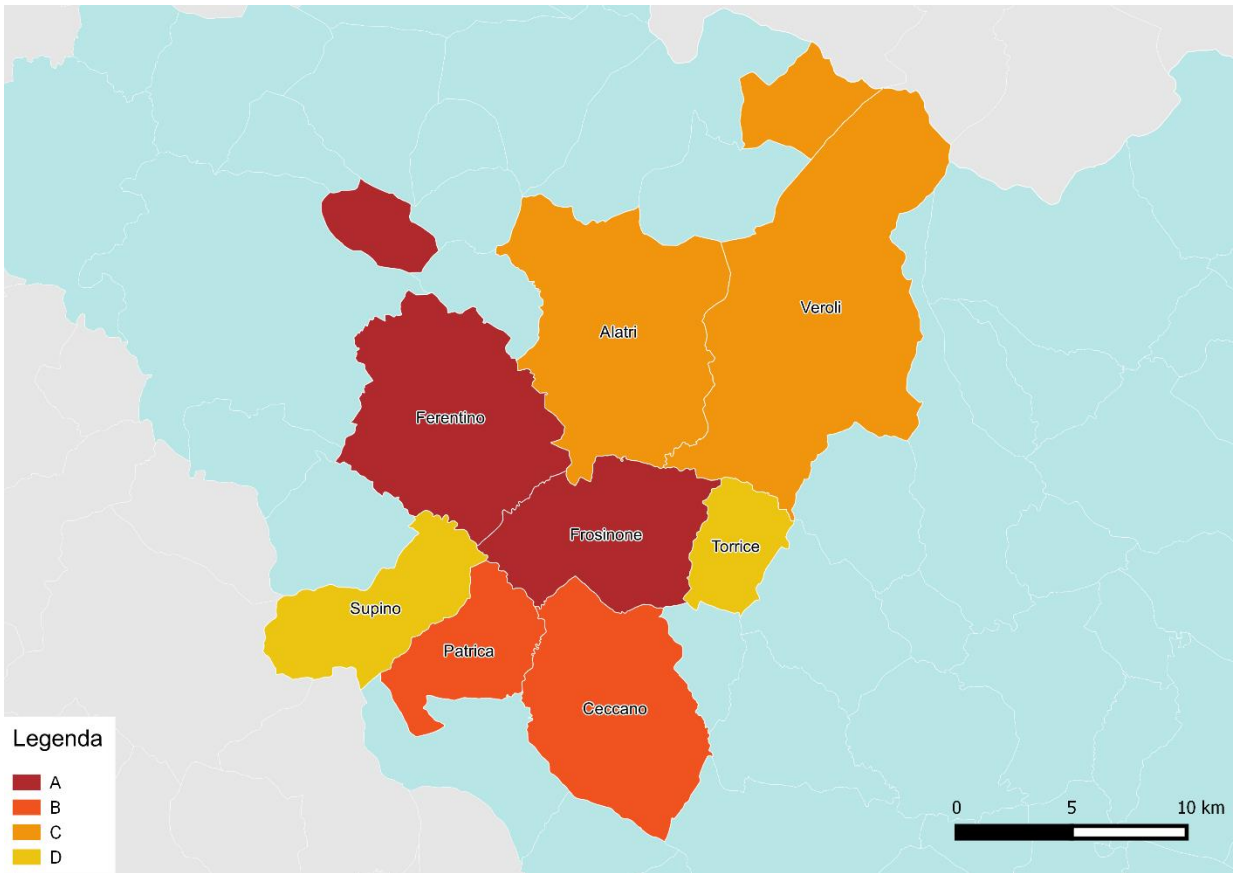 Veroli
Alatri
Ferentino
Frosinone
Torrice
Supino
Patrica
Ceccano
Legenda
A
B
C
D
0 5 10 km